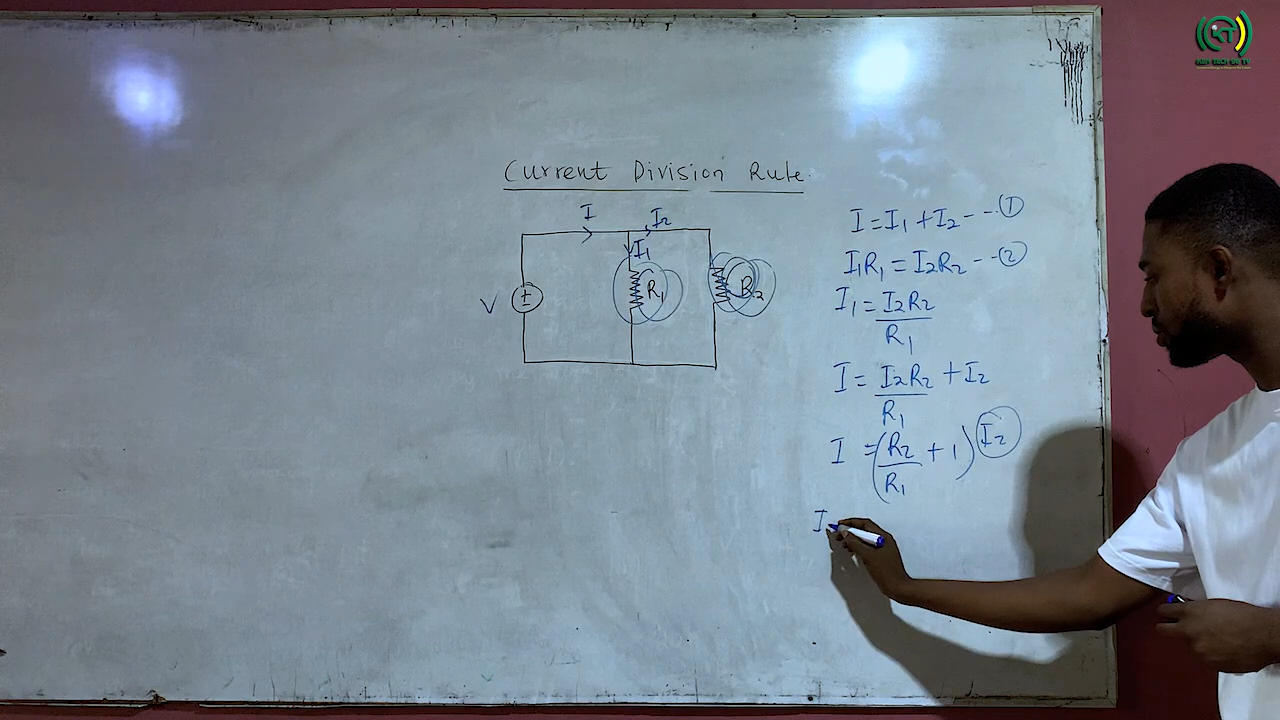 KT
Current Division Rule
I I2
I1
V ± R1 R2
I = I1 + I2 --- ①
I1R1 = I2R2 --- ②
I1 = I2R2
R1
I = I2R2 + I2
R1
I = (R2 + 1) I2
R1
I